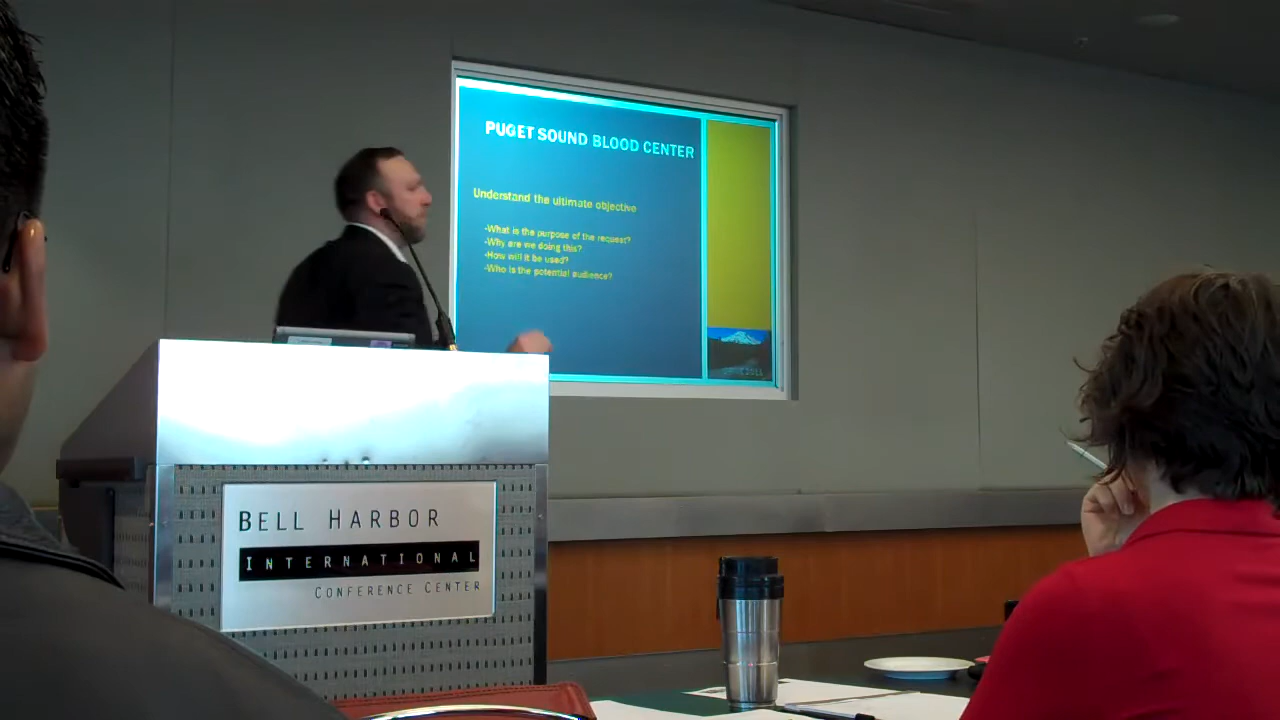 PUGET SOUND BLOOD CENTER
Understand the ultimate objective
-What is the purpose of the request?
-Why are we doing this?
-How will it be used?
-Who is the potential audience?
BELL HARBOR
INTERNATIONAL
CONFERENCE CENTER